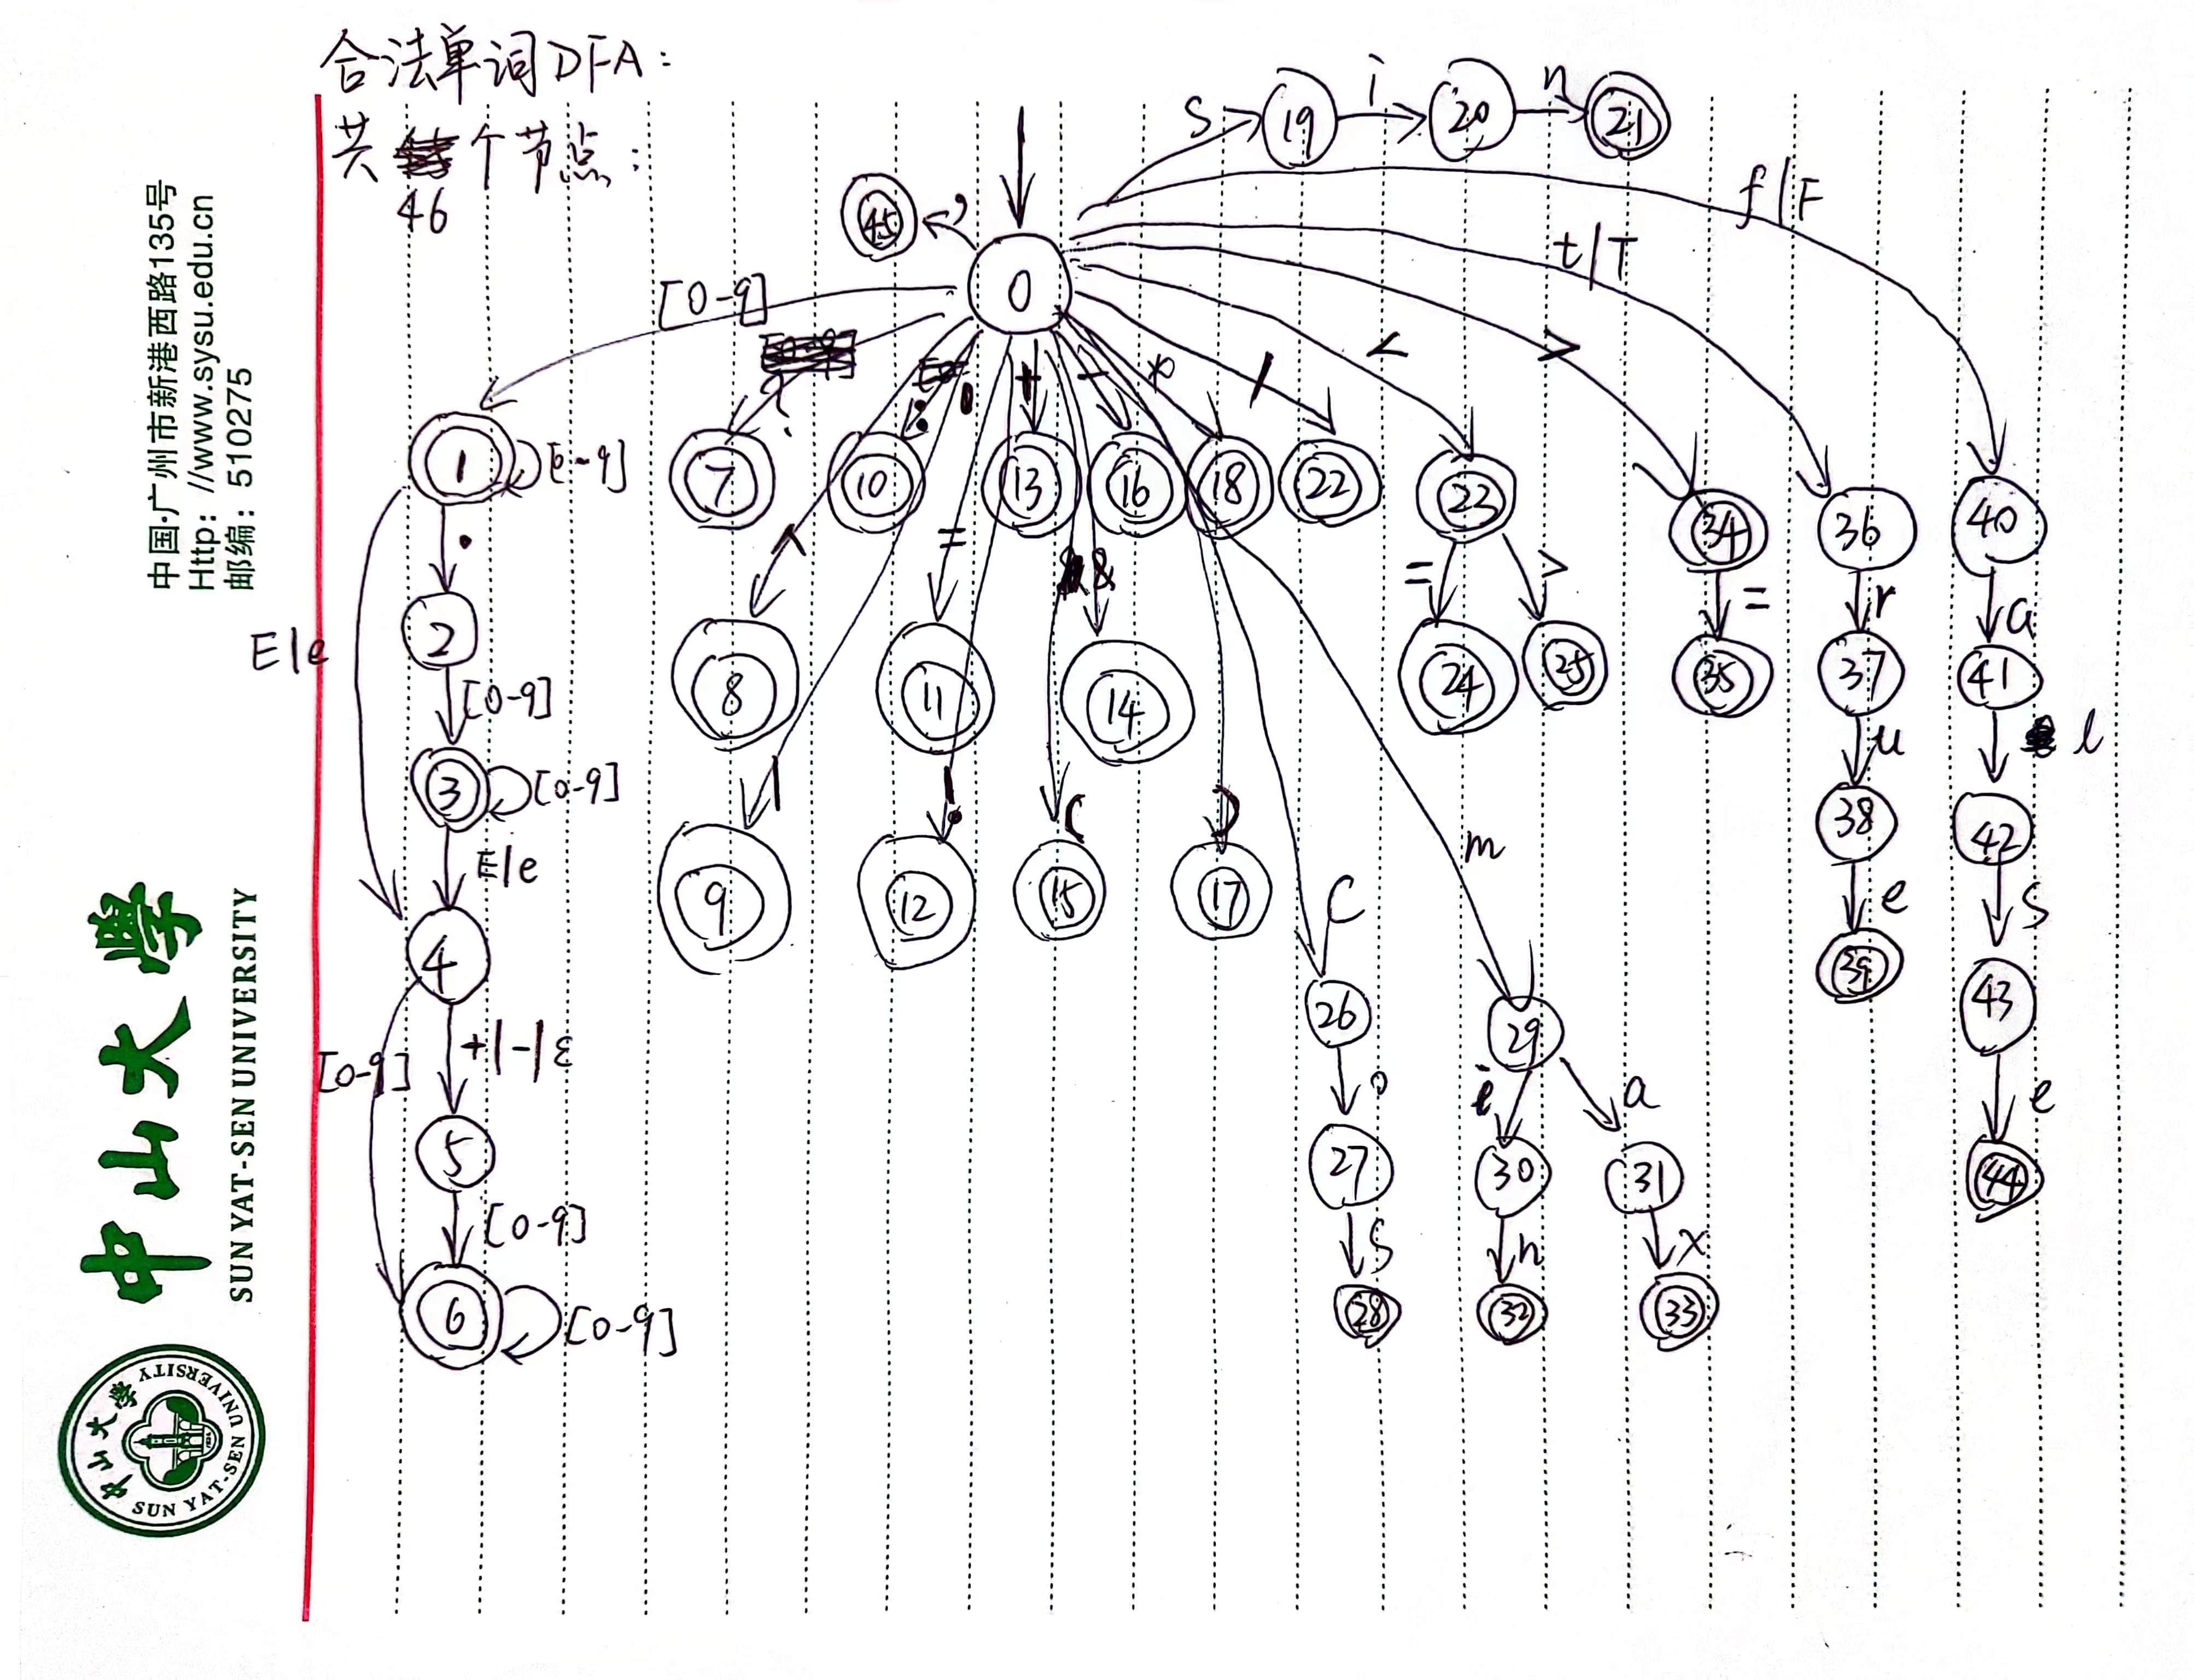 合法单词DFA:
共 个节点:
46
中国·广州市新港西路135号
Http: //www.sysu.edu.cn
邮编: 510275
中山大學
SUN YAT-SEN UNIVERSITY
中山大學
SUN YAT-SEN UNIVERSITY
S 19 i 20 n 21
f|F
45 ,
t|T
0
[0-9]
? : + - * / < >
1 [0-9] 7 10 13 16 18 22 23 34 36 40
. ^ = & = > = r a
E|e 2 8 11 14 24 25 35 37 41
[0-9] u l
3 [0-9] | ! ( ) m 38 42
E|e 9 12 15 17 C e S
4 39 43
[0-9] +|-|ε 26 29 e
o i a
5 27 30 31 44
[0-9] S n x
6 [0-9] 28 32 33